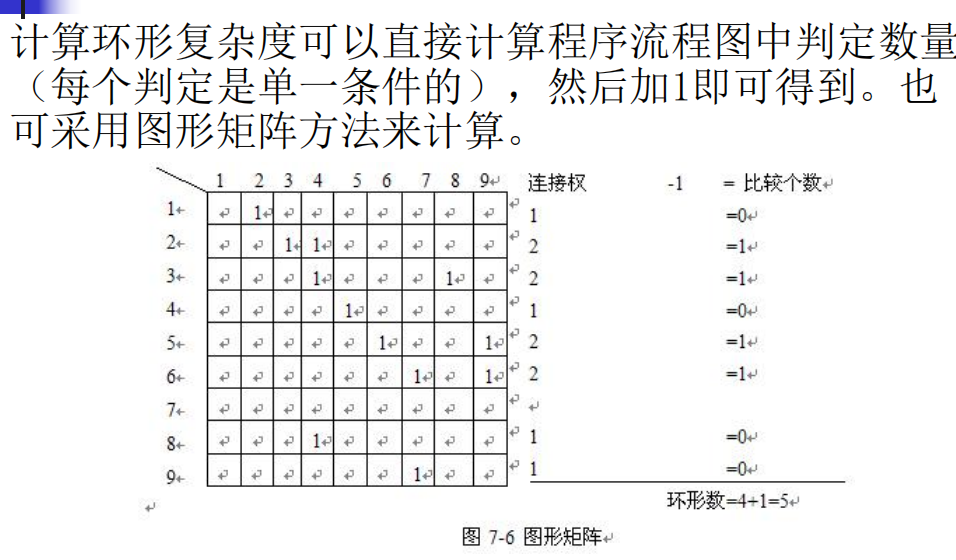 计算环形复杂度可以直接计算程序流程图中判定数量
（每个判定是单一条件的），然后加1即可得到。也
可采用图形矩阵方法来计算。
1 2 3 4 5 6 7 8 9 连接权 -1 = 比较个数
1 1 1 =0
2 1 1 2 =1
3 1 1 2 =1
4 1 1 =0
5 1 1 2 =1
6 1 1 2 =1
7
8 1 1 =0
9 1 1 =0
环形数=4+1=5
图 7-6 图形矩阵